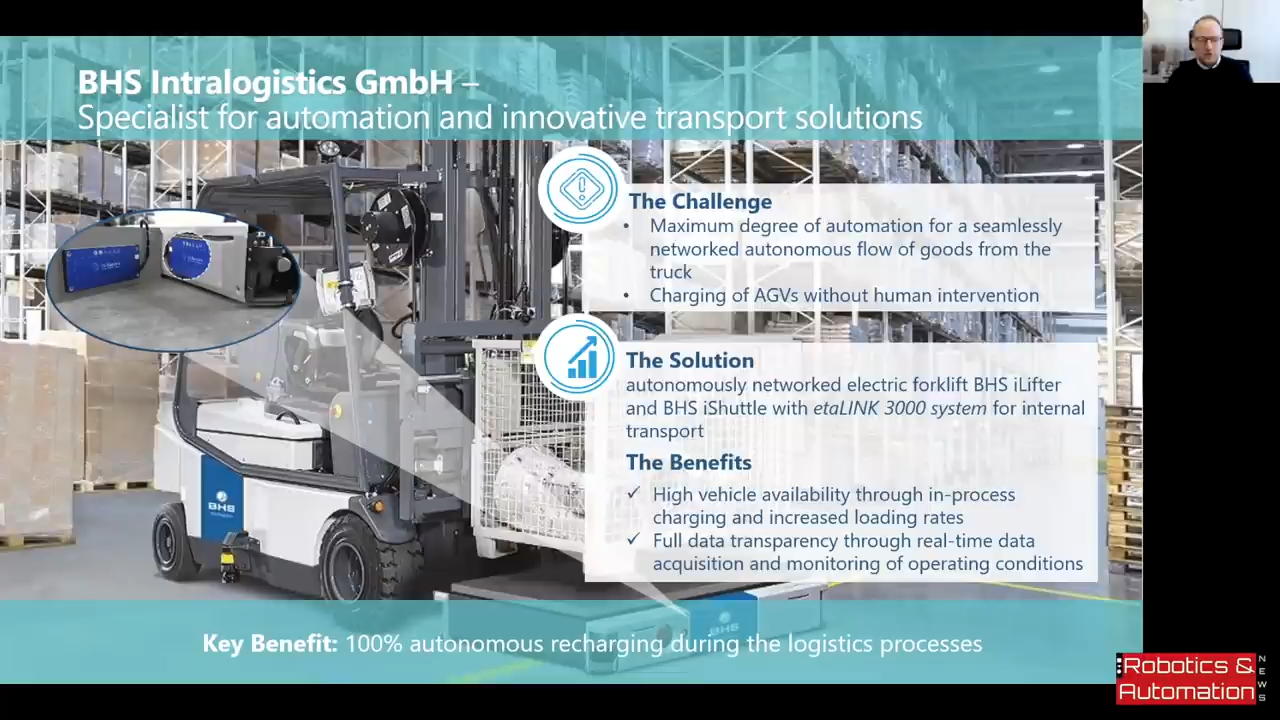 BHS Intralogistics GmbH –
Specialist for automation and innovative transport solutions
The Challenge
• Maximum degree of automation for a seamlessly
networked autonomous flow of goods from the
truck
• Charging of AGVs without human intervention
The Solution
autonomously networked electric forklift BHS iLifter
and BHS iShuttle with etaLINK 3000 system for internal
transport
The Benefits
✓ High vehicle availability through in-process
charging and increased loading rates
✓ Full data transparency through real-time data
acquisition and monitoring of operating conditions
BHS
BHS
Key Benefit: 100% autonomous recharging during the logistics processes
Robotics &
Automation
NEWS